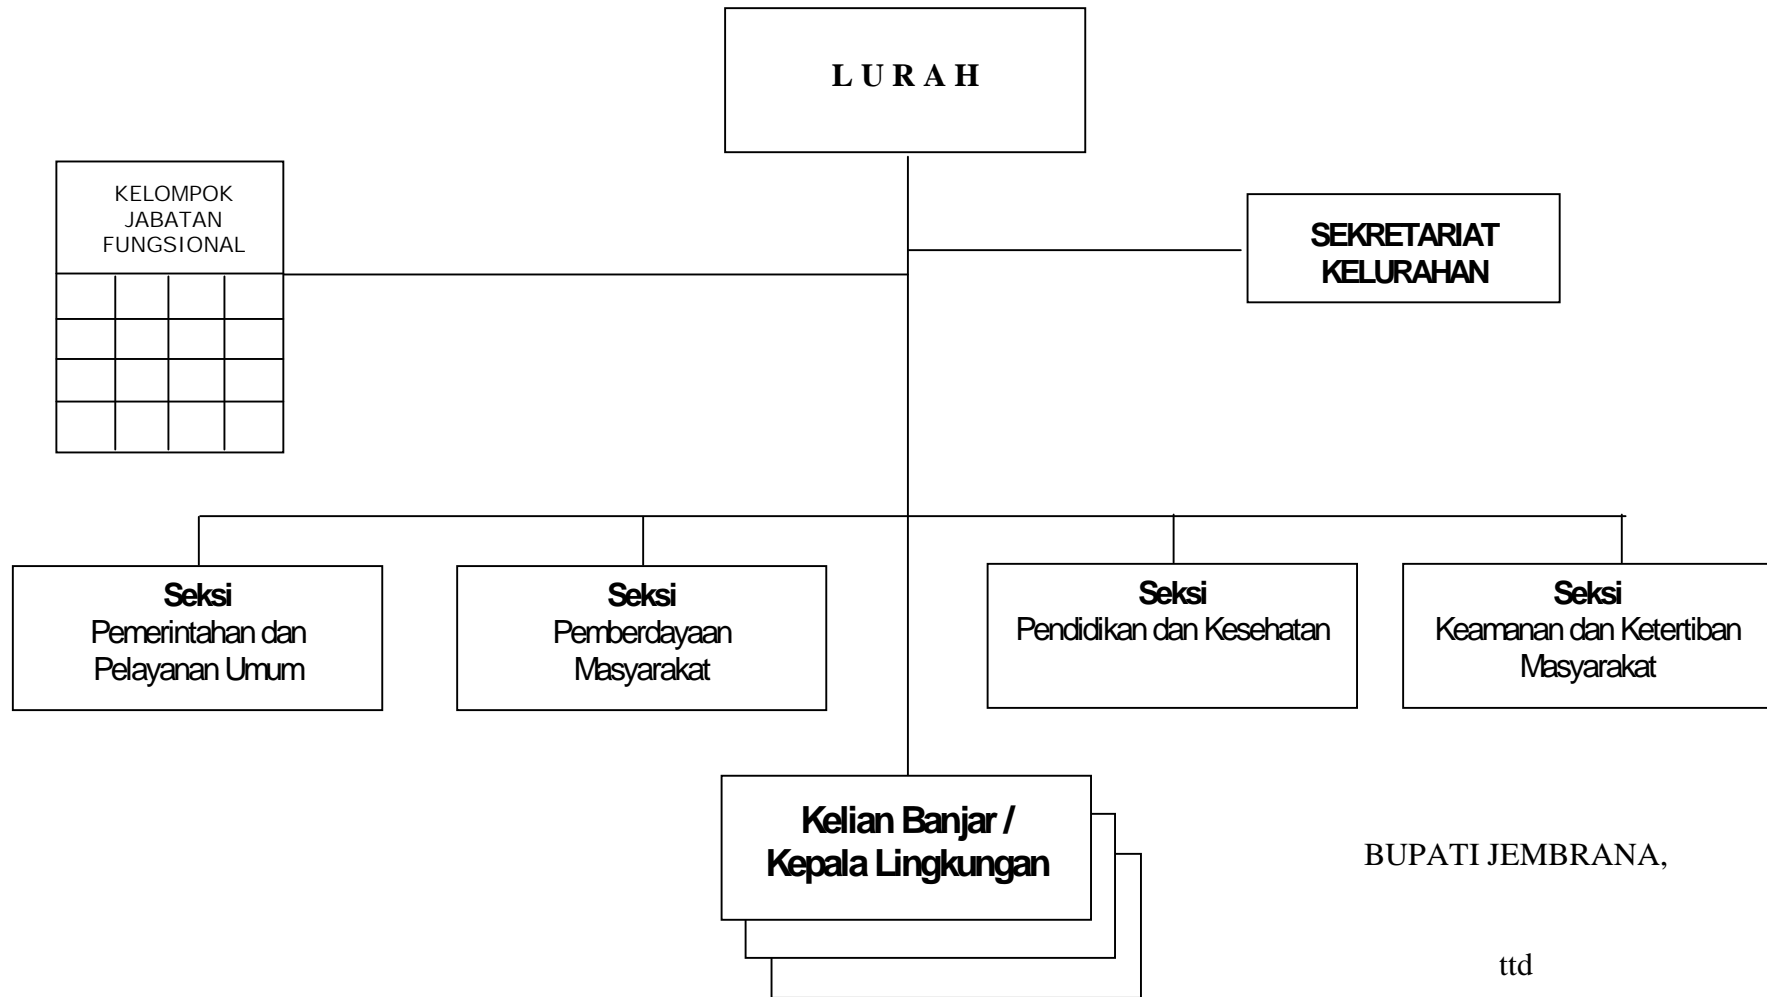 L U R A H
KELOMPOK
JABATAN
FUNGSIONAL
SEKRETARIAT
KELURAHAN
Seksi
Pemerintahan dan
Pelayanan Umum
Seksi
Pemberdayaan
Masyarakat
Seksi
Pendidikan dan Kesehatan
Seksi
Keamanan dan Ketertiban
Masyarakat
Kelian Banjar /
Kepala Lingkungan
BUPATI JEMBRANA,
ttd